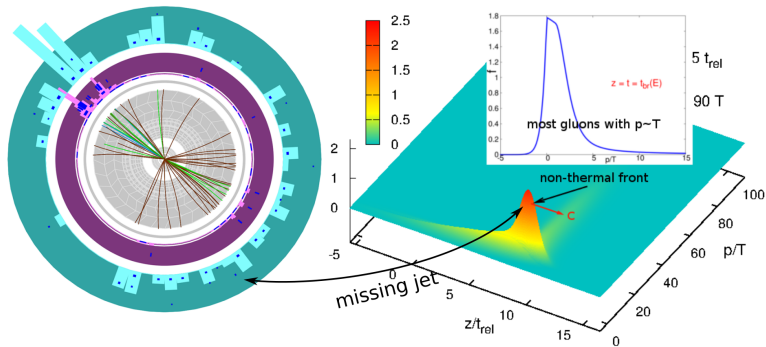 2.5
2
1.5
1
0.5
0
1.8
1.6
1.4
1.2
1
0.8
0.6
0.4
0.2
0
f
z = t = t_br(E)
most gluons with p~T
-5 0 5 10 15
p/T
5 t_rel
90 T
non-thermal front
c
2
1
0
-5
0
5
10
15
z/t_rel
0
20
40
60
80
100
p/T
missing jet